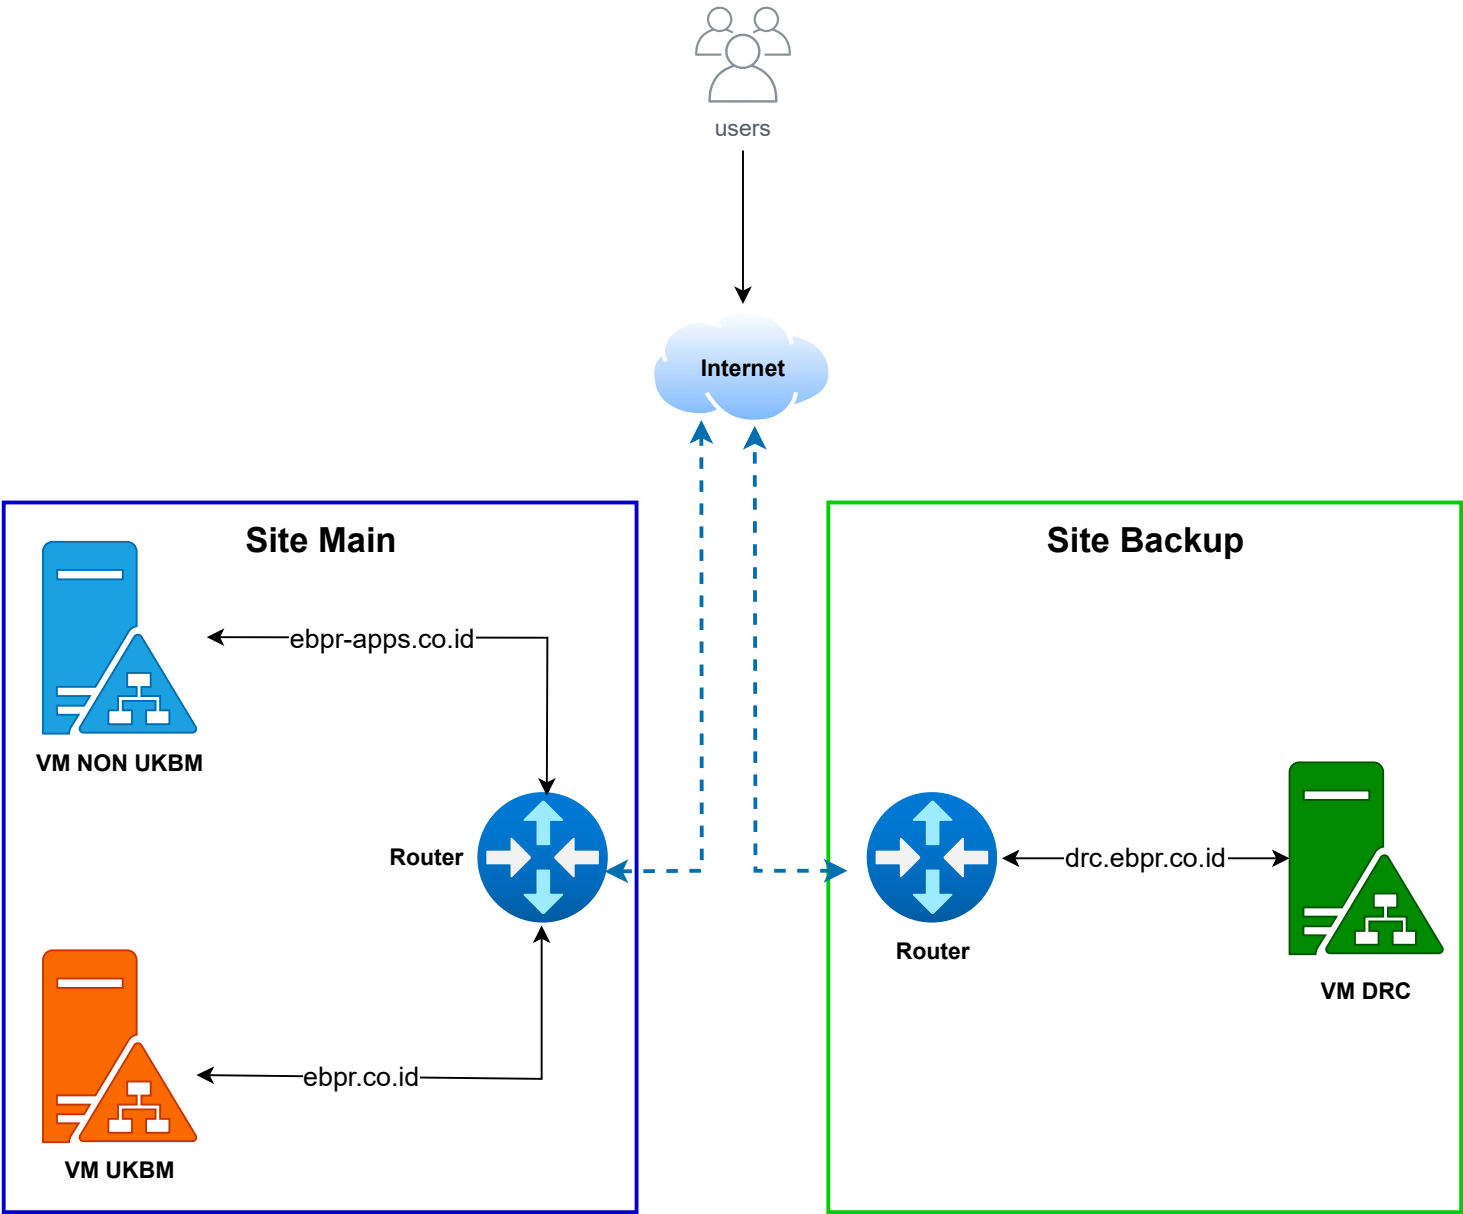 users
Internet
Site Main
Site Backup
ebpr-apps.co.id
VM NON UKBM
Router
drc.ebpr.co.id
Router
VM DRC
ebpr.co.id
VM UKBM